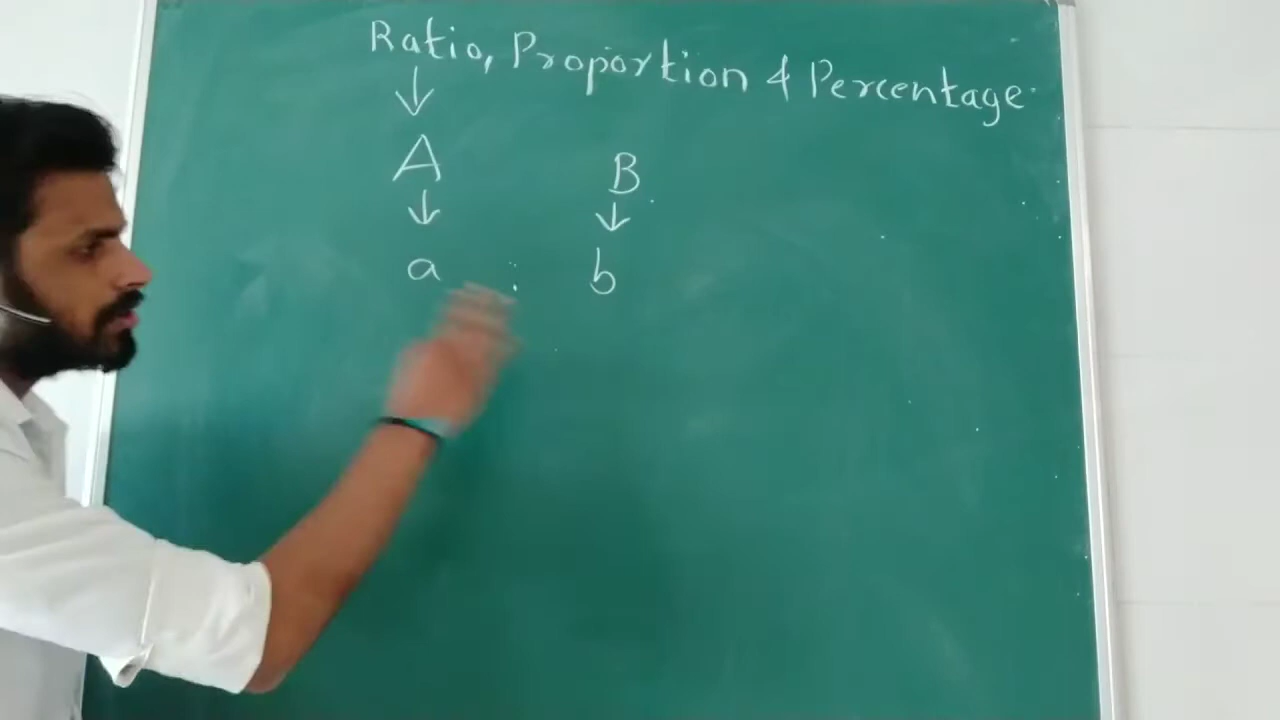 Ratio, Proportion & Percentage
↓
A B
↓ ↓
a : b